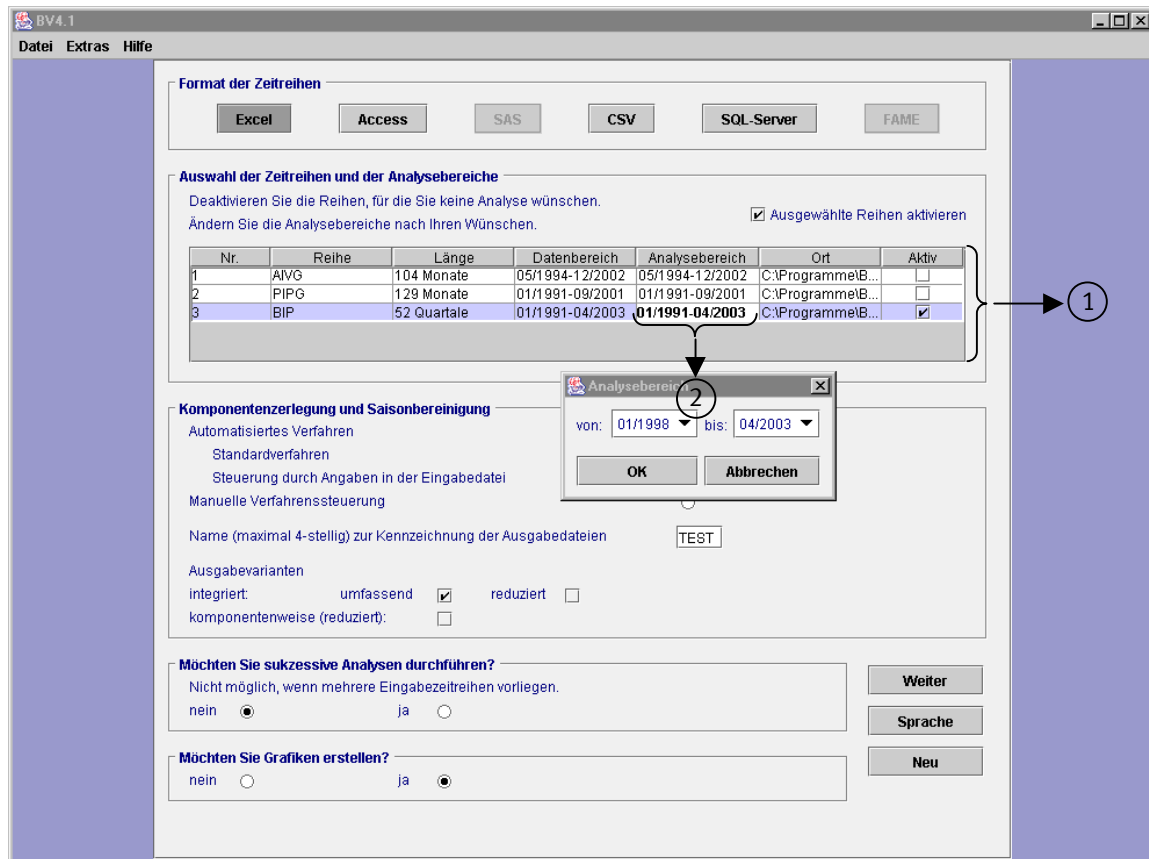 BV4.1
Datei Extras Hilfe
Format der Zeitreihen
Excel Access SAS CSV SQL-Server FAME
Auswahl der Zeitreihen und der Analysebereiche
Deaktivieren Sie die Reihen, für die Sie keine Analyse wünschen.
Ändern Sie die Analysebereiche nach Ihren Wünschen.
Ausgewählte Reihen aktivieren
Nr. Reihe Länge Datenbereich Analysebereich Ort Aktiv
1 AIVG 104 Monate 05/1994-12/2002 05/1994-12/2002 C:\Programme\B...
2 PIPG 129 Monate 01/1991-09/2001 01/1991-09/2001 C:\Programme\B...
3 BIP 52 Quartale 01/1991-04/2003 01/1991-04/2003 C:\Programme\B...
1
2
Analysebereich
von: 01/1998 bis: 04/2003
OK Abbrechen
Komponentenzerlegung und Saisonbereinigung
Automatisiertes Verfahren
Standardverfahren
Steuerung durch Angaben in der Eingabedatei
Manuelle Verfahrenssteuerung
Name (maximal 4-stellig) zur Kennzeichnung der Ausgabedateien TEST
Ausgabevarianten
integriert: umfassend reduziert
komponentenweise (reduziert):
Möchten Sie sukzessive Analysen durchführen?
Nicht möglich, wenn mehrere Eingabezeitreihen vorliegen.
nein ja
Möchten Sie Grafiken erstellen?
nein ja
Weiter
Sprache
Neu